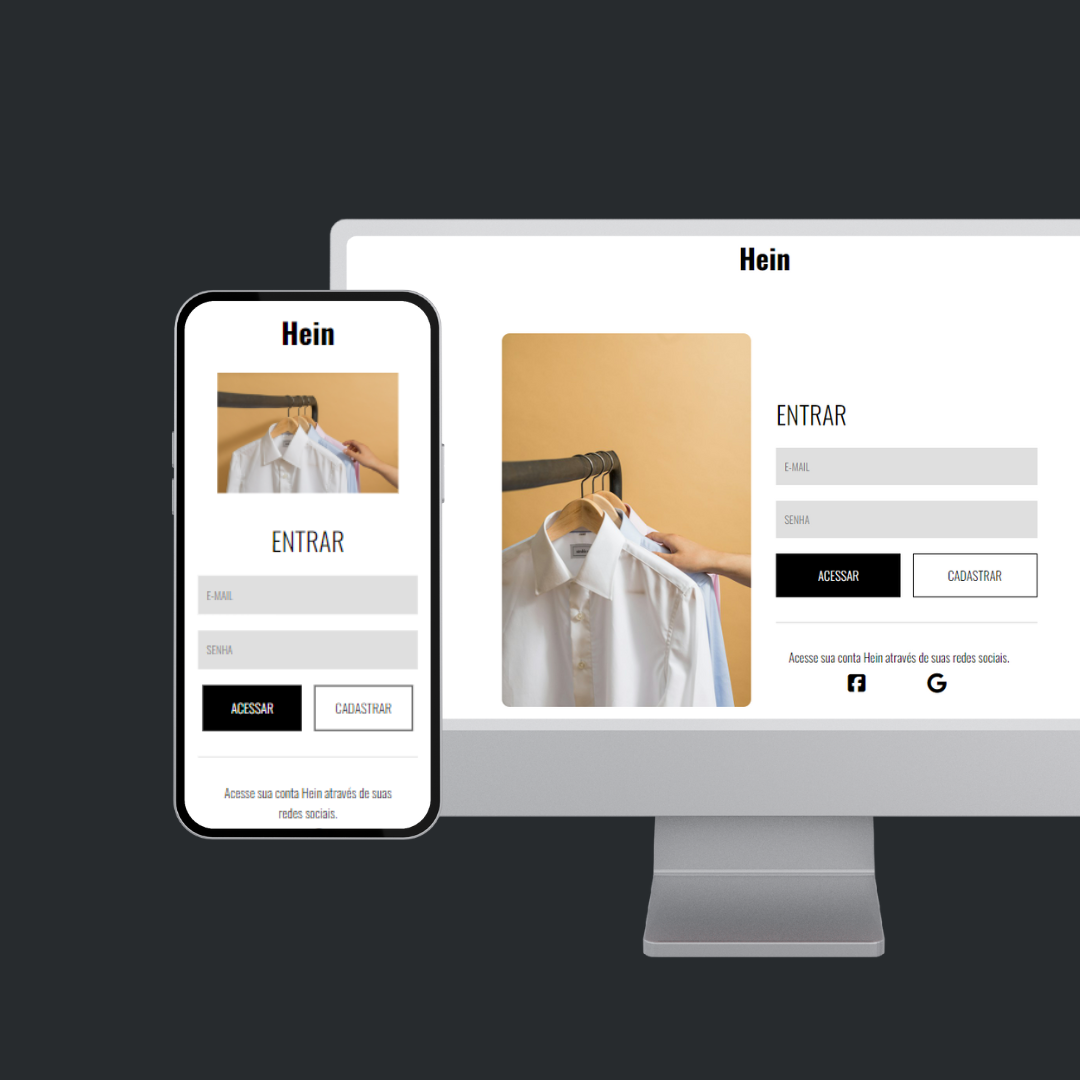 Hein
ENTRAR
E-MAIL
SENHA
ACESSAR
CADASTRAR
Acesse sua conta Hein através de suas
redes sociais.
Hein
ENTRAR
E-MAIL
SENHA
ACESSAR
CADASTRAR
Acesse sua conta Hein através de suas redes sociais.